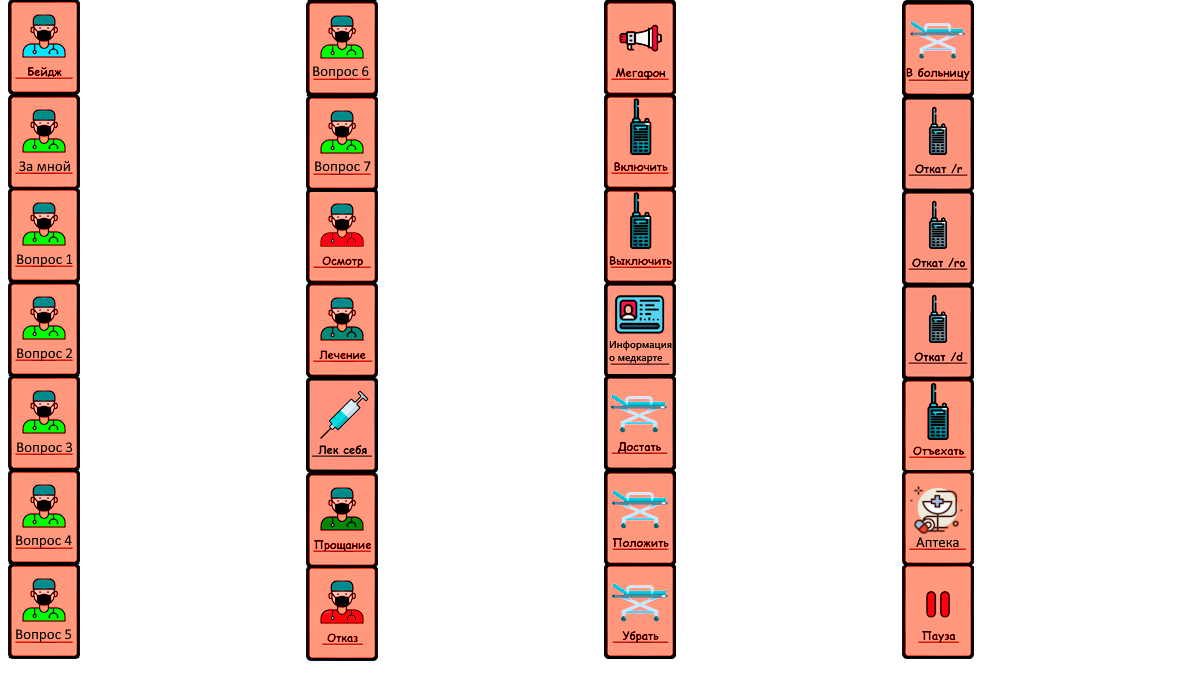 Бейдж
За мной
Вопрос 1
Вопрос 2
Вопрос 3
Вопрос 4
Вопрос 5
Вопрос 6
Вопрос 7
Осмотр
Лечение
Лек себя
Прощание
Отказ
Мегафон
Включить
Выключить
Информация
о медкарте
Достать
Положить
Убрать
В больницу
Откат /r
Откат /ro
Откат /d
Отъехать
Аптека
Пауза